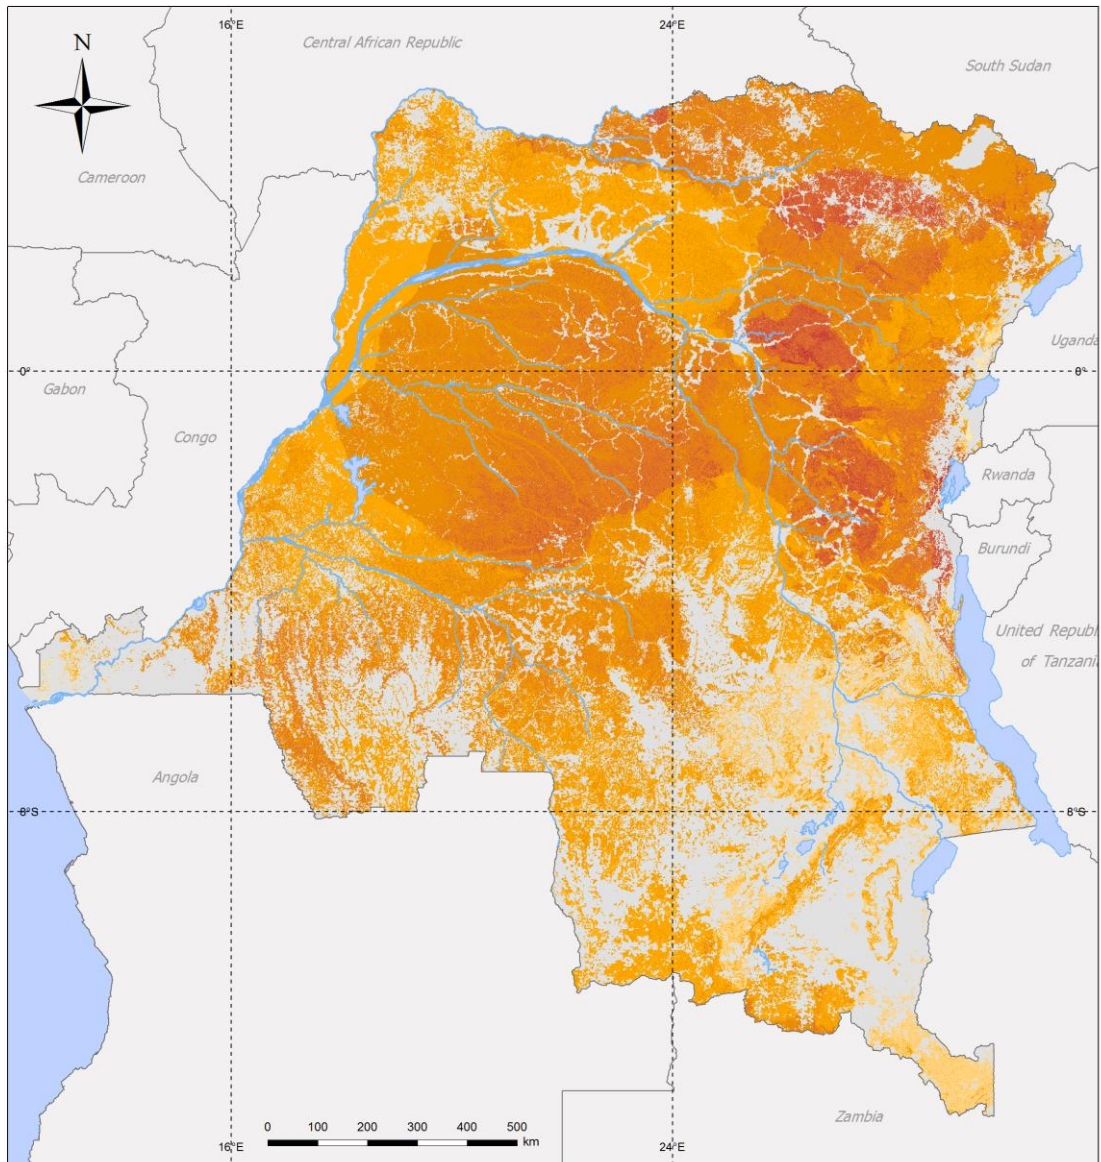 16°E
24°E
Central African Republic
N
South Sudan
Cameroon
Uganda
0°
0°
Gabon
Congo
Rwanda
Burundi
United Republ
of Tanzani
Angola
8°S
8°S
0 100 200 300 400 500
km
Zambia
16°E
24°E